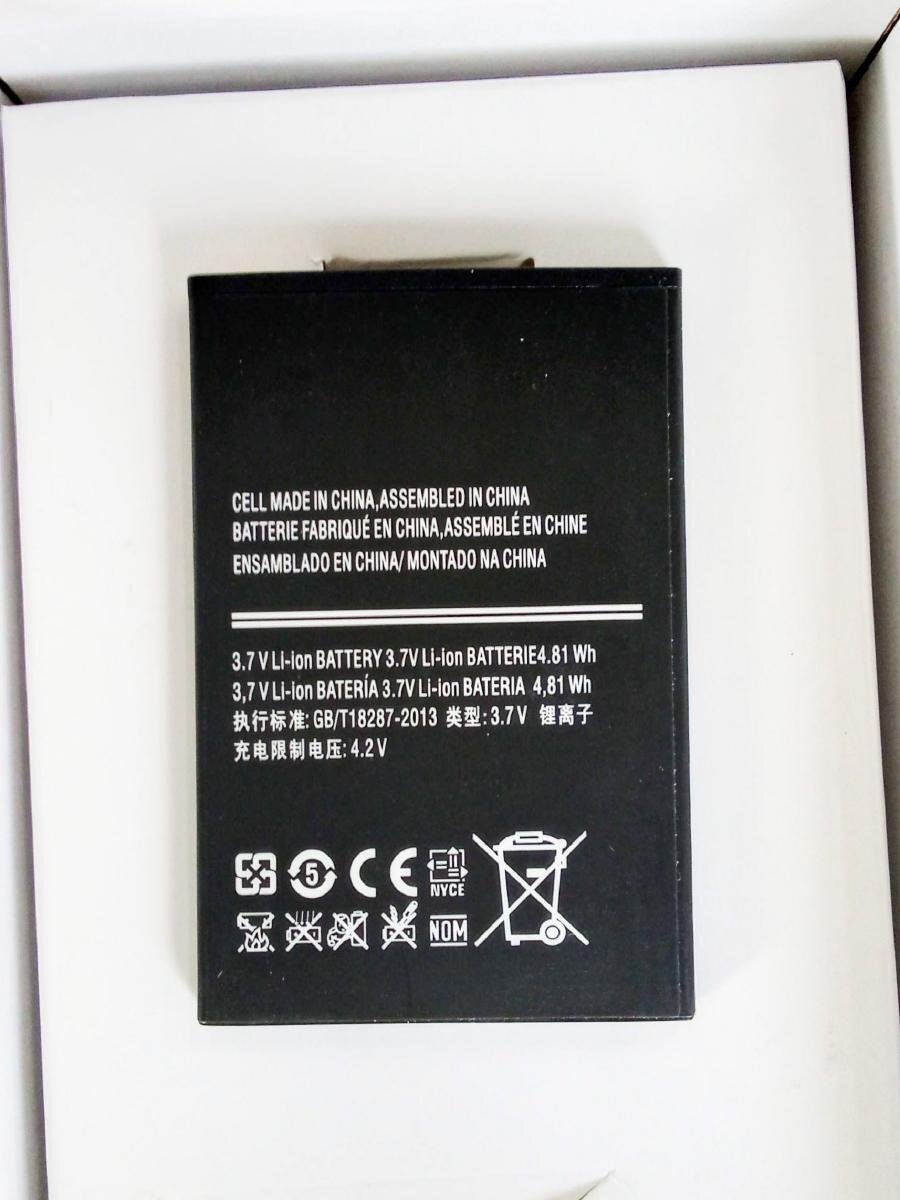 CELL MADE IN CHINA,ASSEMBLED IN CHINA
BATTERIE FABRIQUÉ EN CHINA,ASSEMBLÉ EN CHINE
ENSAMBLADO EN CHINA/ MONTADO NA CHINA
3.7 V Li-ion BATTERY 3.7V Li-ion BATTERIE4.81 Wh
3,7 V Li-ion BATERÍA 3.7V Li-ion BATERIA 4,81 Wh
执行标准: GB/T18287-2013 类型: 3.7 V 锂离子
充电限制电压: 4.2 V
5 CE NYCE
NOM